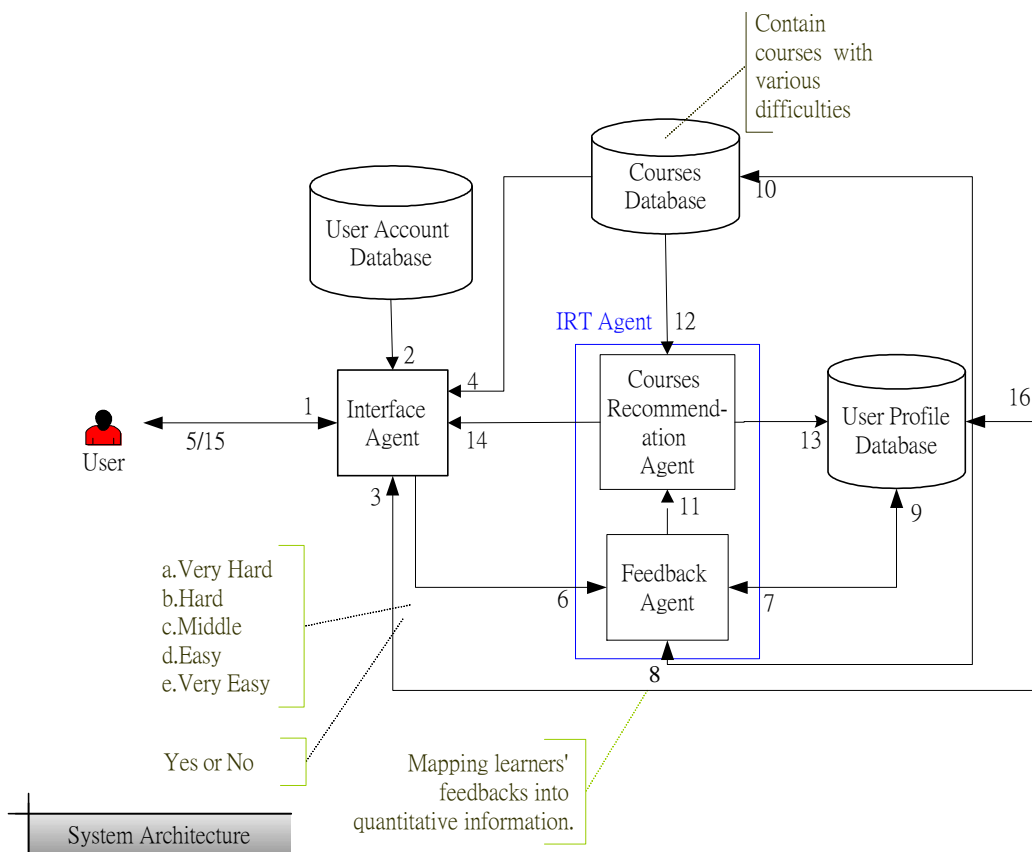 Contain
courses with
various
difficulties
Courses
Database
10
User Account
Database
IRT Agent
12
2
4
Courses
Recommend-
ation
Agent
16
1
Interface
Agent
User Profile
Database
5/15
14
13
User
3
11
9
a.Very Hard
b.Hard
c.Middle
d.Easy
e.Very Easy
6
Feedback
Agent
7
8
Yes or No
Mapping learners'
feedbacks into
quantitative information.
System Architecture